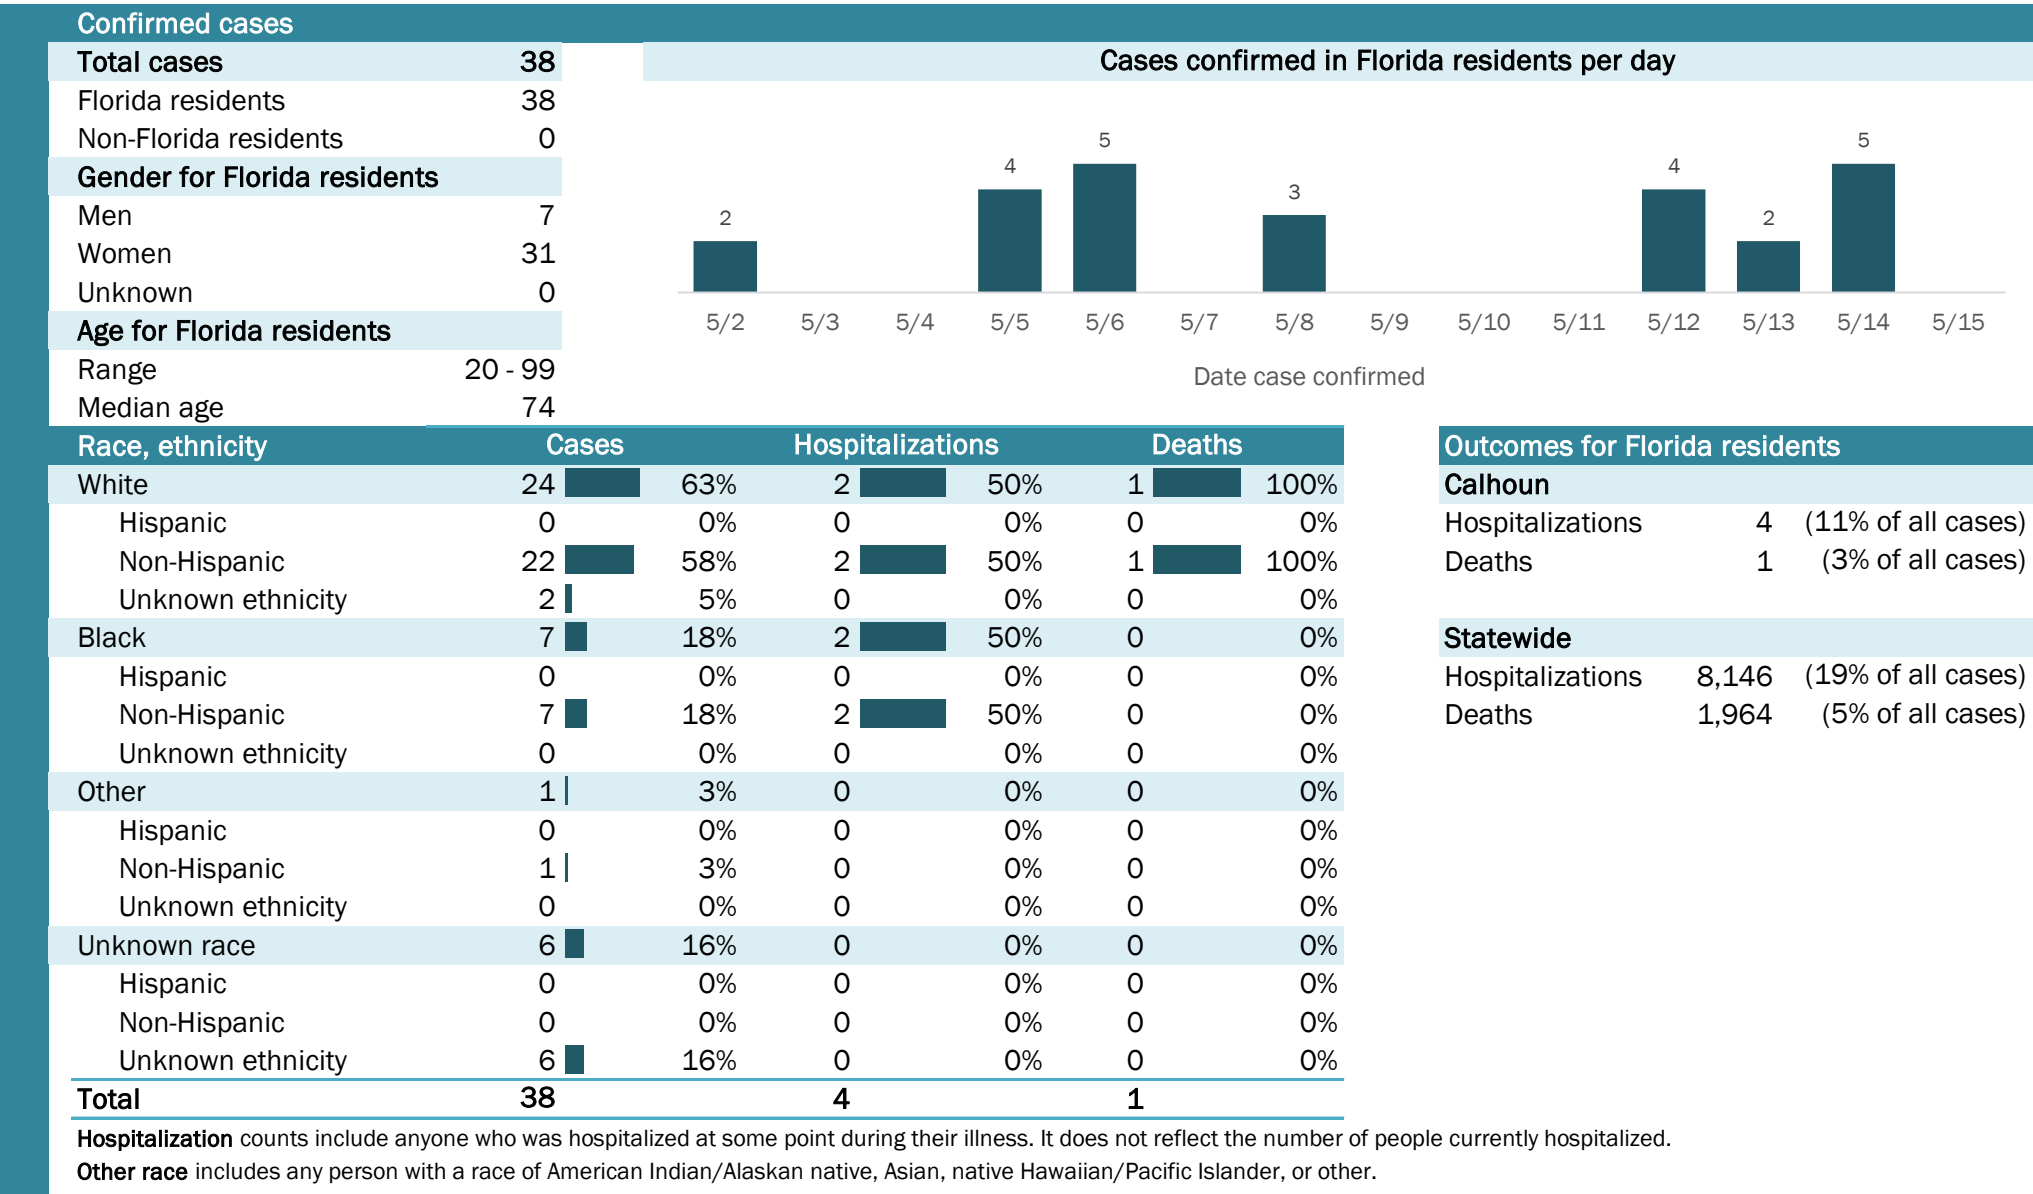 Confirmed cases
Total cases 38
Florida residents 38
Non-Florida residents 0
Gender for Florida residents
Men 7
Women 31
Unknown 0
Age for Florida residents
Range 20 - 99
Median age 74
Cases confirmed in Florida residents per day
2 4 5 3 4 2 5
5/2 5/3 5/4 5/5 5/6 5/7 5/8 5/9 5/10 5/11 5/12 5/13 5/14 5/15
Date case confirmed
Race, ethnicity Cases Hospitalizations Deaths
White 24 63% 2 50% 1 100%
Hispanic 0 0% 0 0% 0 0%
Non-Hispanic 22 58% 2 50% 1 100%
Unknown ethnicity 2 5% 0 0% 0 0%
Black 7 18% 2 50% 0 0%
Hispanic 0 0% 0 0% 0 0%
Non-Hispanic 7 18% 2 50% 0 0%
Unknown ethnicity 0 0% 0 0% 0 0%
Other 1 3% 0 0% 0 0%
Hispanic 0 0% 0 0% 0 0%
Non-Hispanic 1 3% 0 0% 0 0%
Unknown ethnicity 0 0% 0 0% 0 0%
Unknown race 6 16% 0 0% 0 0%
Hispanic 0 0% 0 0% 0 0%
Non-Hispanic 0 0% 0 0% 0 0%
Unknown ethnicity 6 16% 0 0% 0 0%
Total 38 4 1
Outcomes for Florida residents
Calhoun
Hospitalizations 4 (11% of all cases)
Deaths 1 (3% of all cases)
Statewide
Hospitalizations 8,146 (19% of all cases)
Deaths 1,964 (5% of all cases)
Hospitalization counts include anyone who was hospitalized at some point during their illness. It does not reflect the number of people currently hospitalized.
Other race includes any person with a race of American Indian/Alaskan native, Asian, native Hawaiian/Pacific Islander, or other.